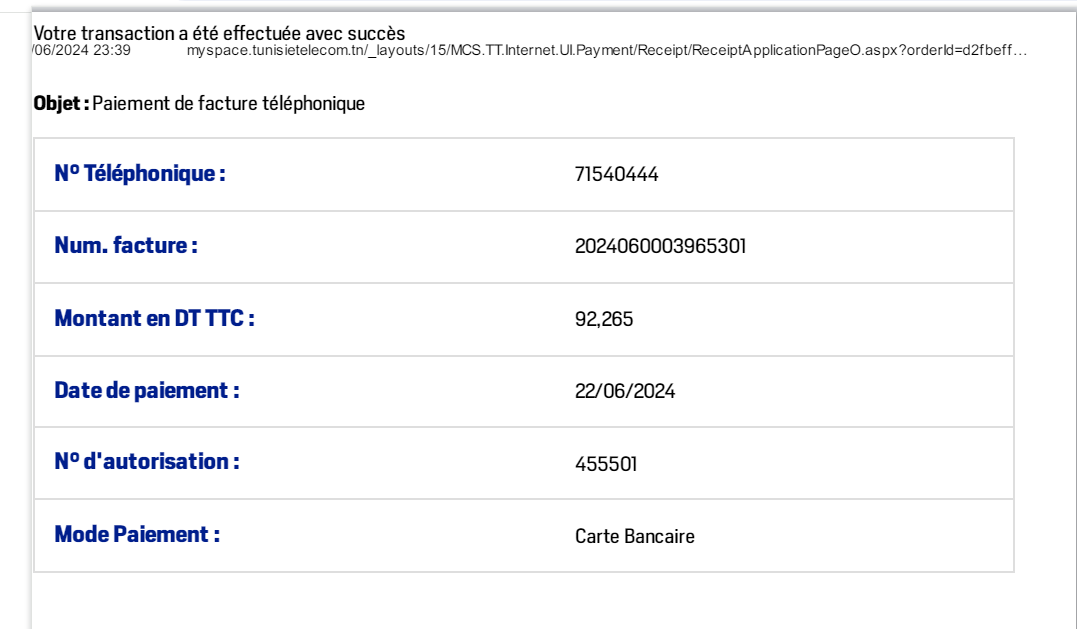 Votre transaction a été effectuée avec succès
/06/2024 23:39 myspace.tunisietelecom.tn/_layouts/15/MCS.TT.Internet.UI.Payment/Receipt/ReceiptApplicationPageO.aspx?orderId=d2fbeff…
Objet : Paiement de facture téléphonique
N° Téléphonique : 71540444
Num. facture : 2024060003965301
Montant en DT TTC : 92,265
Date de paiement : 22/06/2024
N° d'autorisation : 455501
Mode Paiement : Carte Bancaire